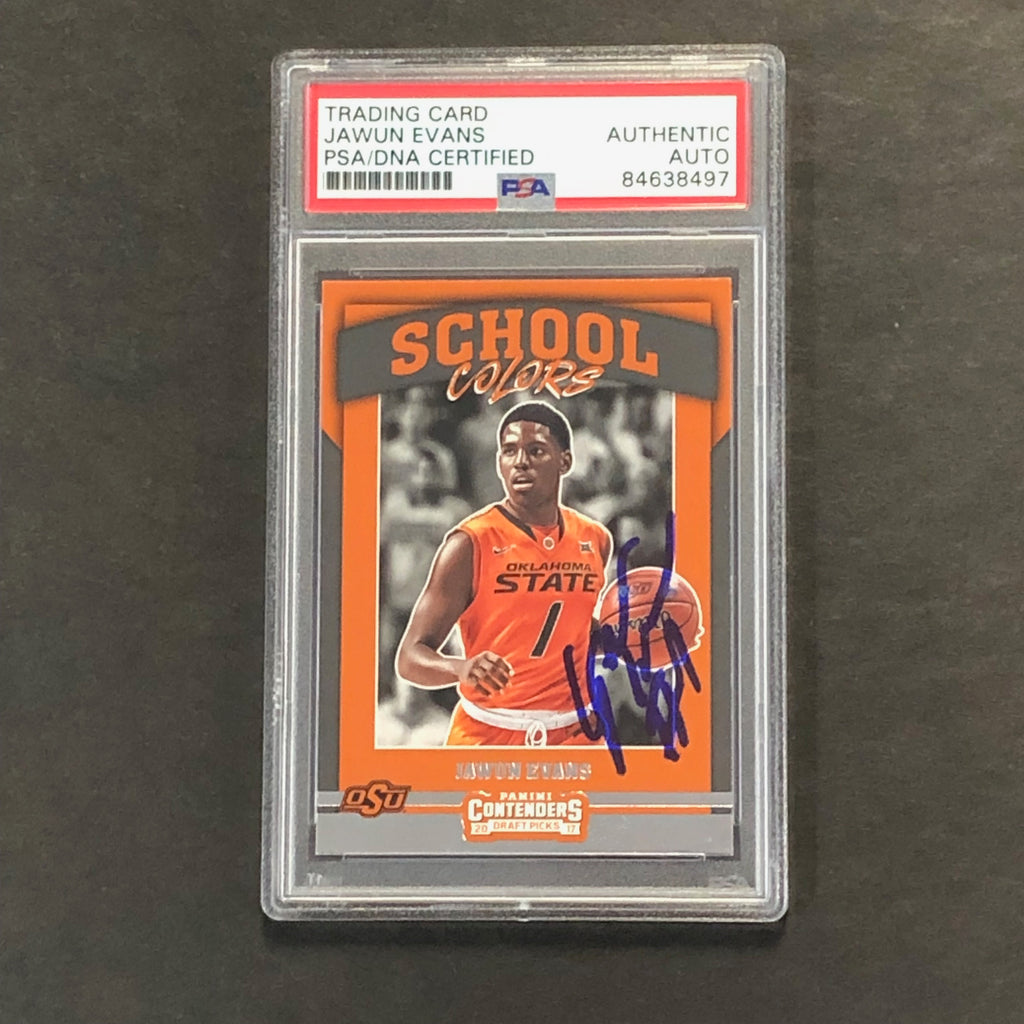 TRADING CARD
JAWUN EVANS
PSA/DNA CERTIFIED
AUTHENTIC
AUTO
84638497
PSA
SCHOOL
COLORS
OKLAHOMA
STATE
1
JAWUN EVANS
OSU
PANINI
CONTENDERS
20 DRAFT PICKS 17